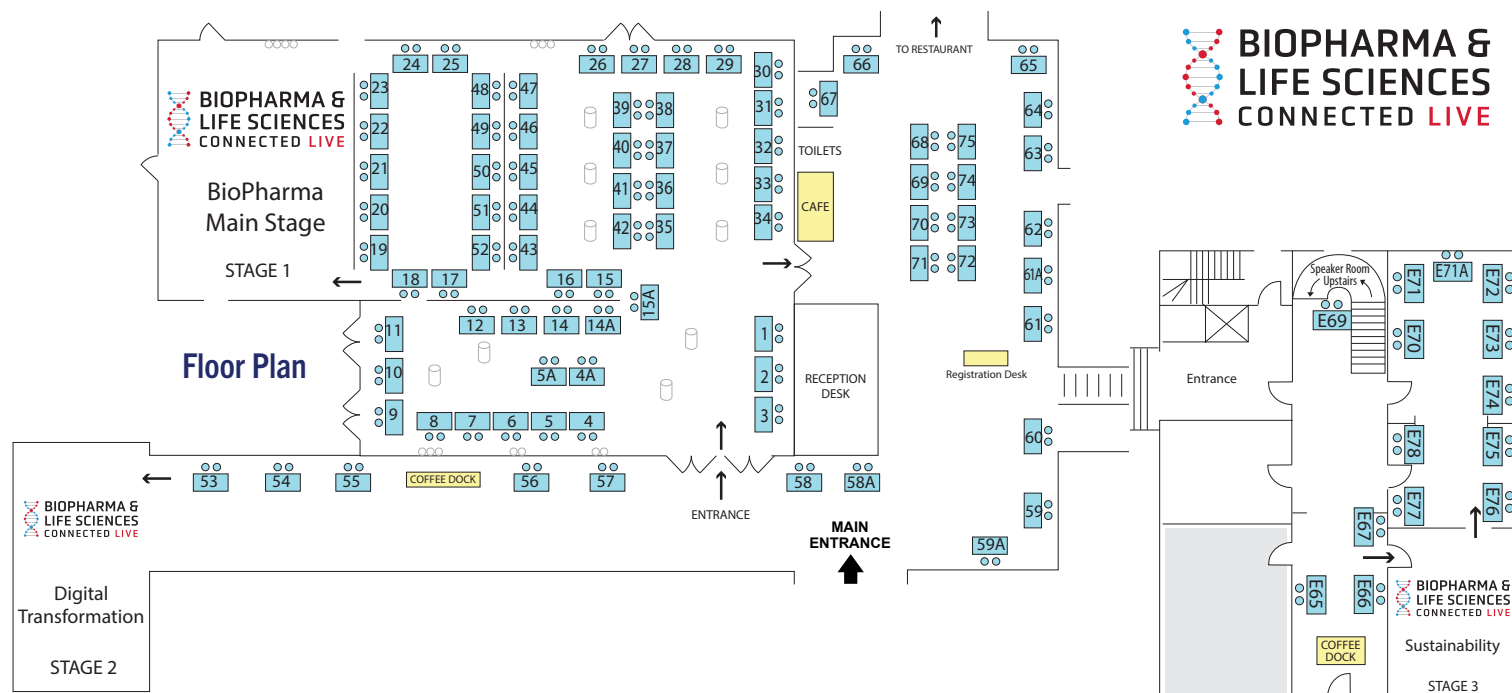 BIOPHARMA &
LIFE SCIENCES
CONNECTED LIVE
BIOPHARMA &
LIFE SCIENCES
CONNECTED LIVE
BioPharma
Main Stage
STAGE 1
Floor Plan
24 25 26 27 28 29
23 22 21 20 19
48 49 50 51 52
47 46 45 44 43
39 40 41 42
38 37 36 35
30 31 32 33 34
18 17 16 15 15A
12 13 14 14A
11 10 9
5A 4A
8 7 6 5 4
1 2 3
RECEPTION
DESK
TO RESTAURANT
66 65
67
TOILETS
CAFE
68 69 70 71
75 74 73 72
64 63 62 61A 61
Registration Desk
60 59
59A
53 54 55
COFFEE DOCK
56 57
58 58A
ENTRANCE
MAIN
ENTRANCE
BIOPHARMA &
LIFE SCIENCES
CONNECTED LIVE
Digital
Transformation
STAGE 2
Entrance
Speaker Room
Upstairs
E69
E71A
E71 E70
E72 E73 E74 E75 E76
E78 E77
E67
E65 E66
COFFEE
DOCK
BIOPHARMA &
LIFE SCIENCES
CONNECTED LIVE
Sustainability
STAGE 3